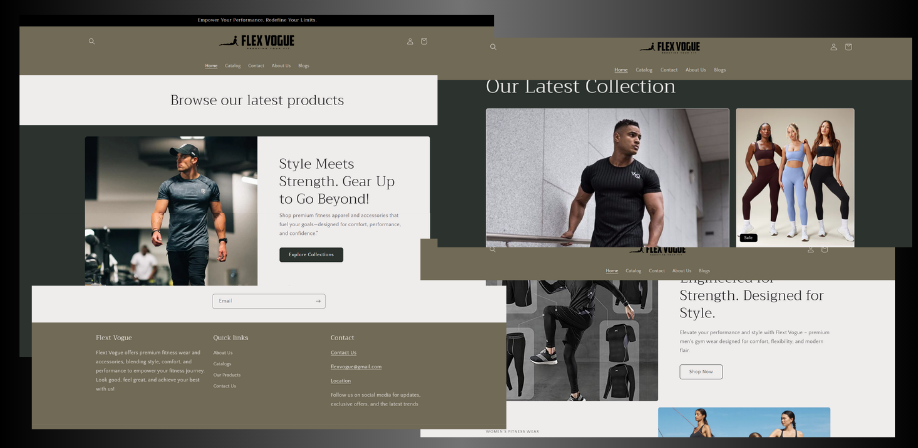 Empower Your Performance. Redefine Your Limits.
FLEX VOGUE
Home Catalog Contact About Us Blogs
Browse our latest products
Style Meets
Strength. Gear Up
to Go Beyond!
Shop premium fitness apparel and accessories that
fuel your goals—designed for comfort, performance,
and confidence."
Explore Collections
FLEX VOGUE
Home Catalog Contact About Us Blogs
Our Latest Collection
Sale
FLEX VOGUE
Home Catalog Contact About Us Blogs
Engineered for
Strength. Designed for
Style.
Elevate your performance and style with Flext Vogue – premium
men's gym wear designed for comfort, flexibility, and modern
flair
Shop Now
WOMEN'S FITNESS WEAR
Email
Flext Vogue
Flext Vogue offers premium fitness wear and
accessories, blending style, comfort, and
performance to empower your fitness journey.
Look good, feel great, and achieve your best
with us!
Quick links
About Us
Catalogs
Our Products
Contact Us
Contact
Contact Us
flexvogue@gmail.com
Location
Follow us on social media for updates,
exclusive offers, and the latest trends